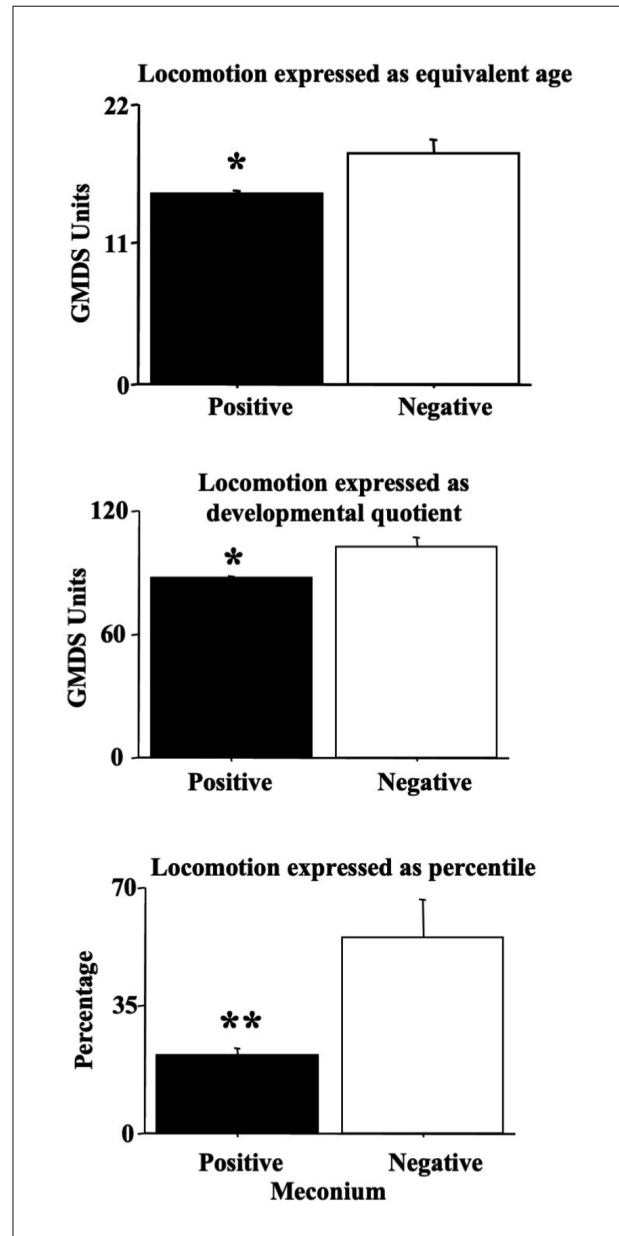 Locomotion expressed as equivalent age
22
11
0
GMDS Units
*
Positive Negative
Locomotion expressed as
developmental quotient
120
60
0
GMDS Units
*
Positive Negative
Locomotion expressed as percentile
70
35
0
Percentage
**
Positive Negative
Meconium